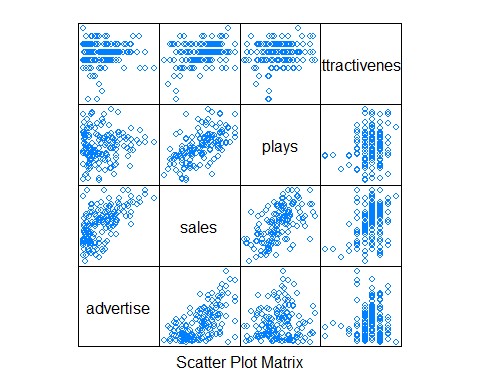 ttractivenes
plays
sales
advertise
Scatter Plot Matrix